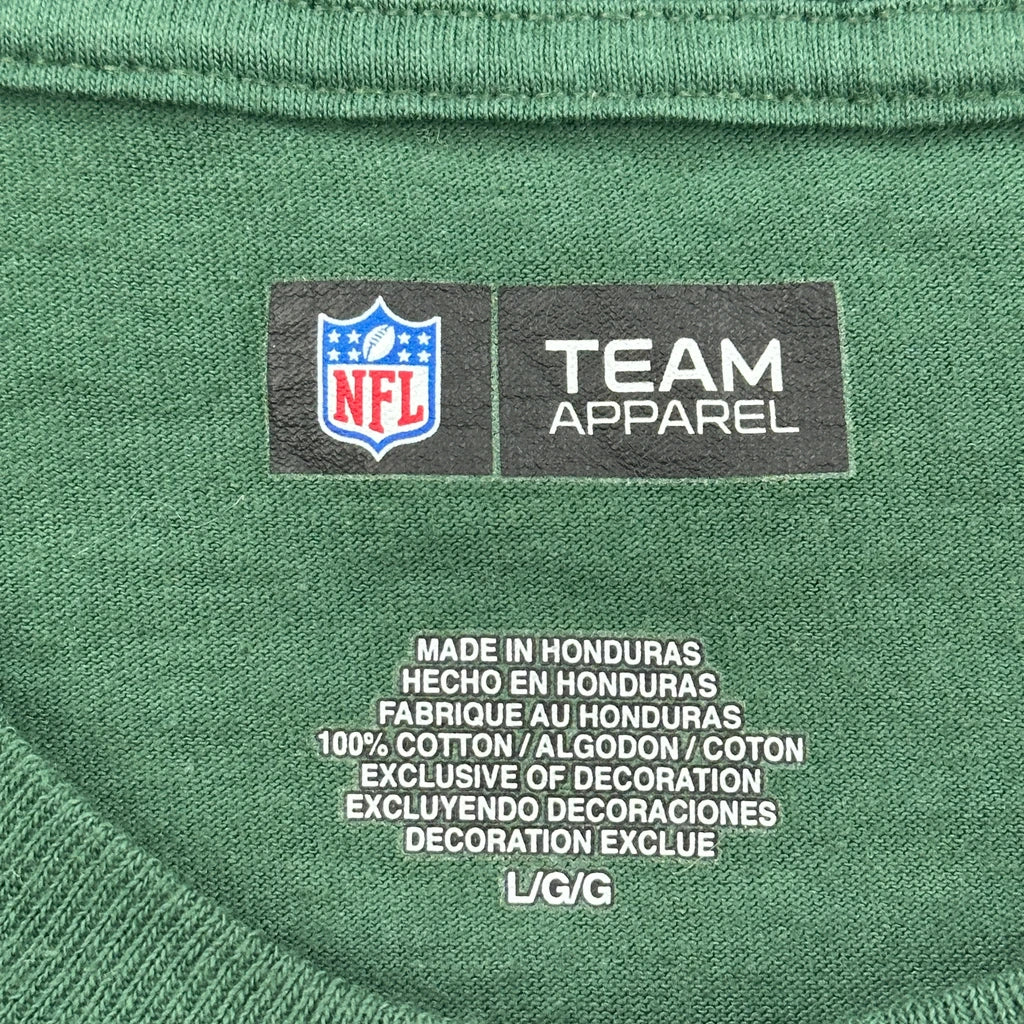 NFL
TEAM
APPAREL
MADE IN HONDURAS
HECHO EN HONDURAS
FABRIQUE AU HONDURAS
100% COTTON / ALGODON / COTON
EXCLUSIVE OF DECORATION
EXCLUYENDO DECORACIONES
DECORATION EXCLUE
L/G/G